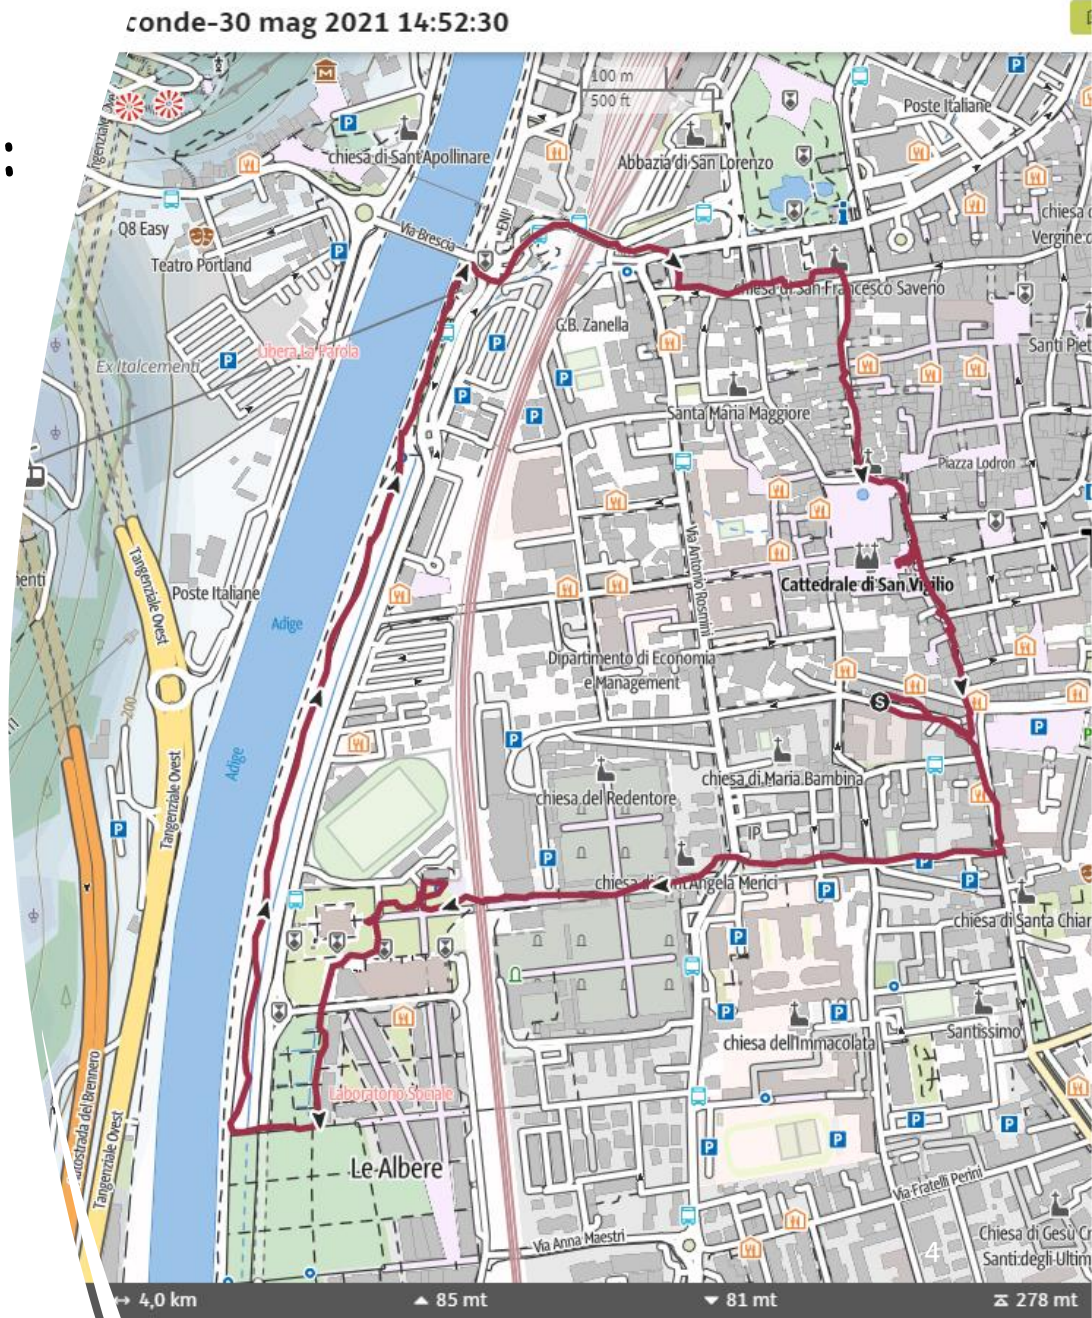 conde-30 mag 2021 14:52:30
:
100 m
500 ft
Poste Italiane
chiesa di Sant'Apollinare
Abbazia di San Lorenzo
Q8 Easy
Via Brescia
"ENI"
chiesa
Vergine
Teatro Portland
chiesa di San Francesco Saverio
G.B. Zanella
Libera La Parola
Santi Piet
Ex Italcementi
P
Santa Maria Maggiore
Piazza Lodron
Tangenziale Ovest
Via Antonio Rosmini
Poste Italiane
Cattedrale di San Vigilio
Adige
Dipartimento di Economia
e Management
S
200
Adige
Tangenziale Ovest
chiesa di Maria Bambina
chiesa del Redentore
IP
chiesa di Sant'Angela Merici
chiesa di Santa Chiar
Santissimo
chiesa dell'Immacolata
Laboratorio Sociale
Autostrada del Brennero
Tangenziale Ovest
Le Albere
Via Fratelli Perini
Via Anna Maestri
Chiesa di Gesù Cr
Santi degli Ultim
4
4,0 km
85 mt
81 mt
278 mt